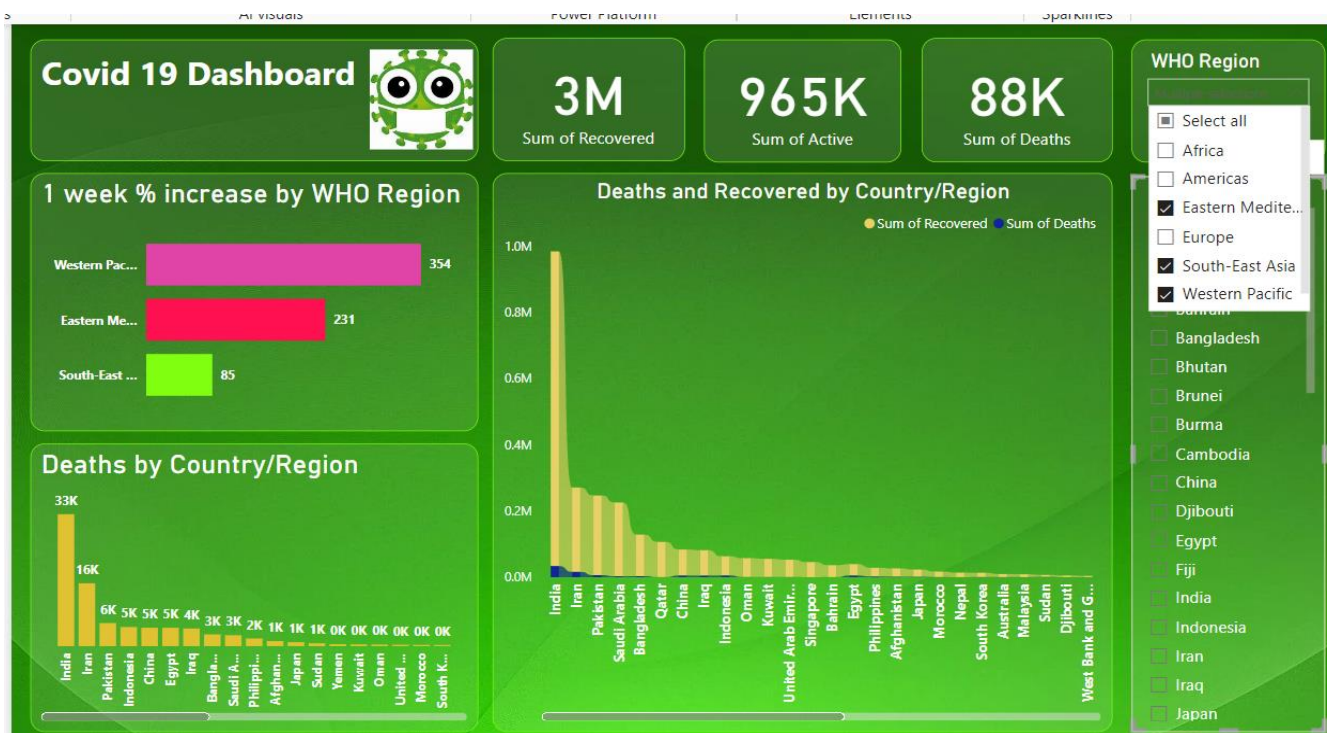 AI visuals
Power Platform
Elements
Sparklines
Covid 19 Dashboard
3M
Sum of Recovered
965K
Sum of Active
88K
Sum of Deaths
WHO Region
Select all
Africa
Americas
Eastern Medite...
Europe
South-East Asia
Western Pacific
Bahrain
Bangladesh
Bhutan
Brunei
Burma
Cambodia
China
Djibouti
Egypt
Fiji
India
Indonesia
Iran
Iraq
Japan
1 week % increase by WHO Region
Western Pac... 354
Eastern Me... 231
South-East ... 85
Deaths by Country/Region
33K
16K
6K 5K 5K 5K 4K 3K 3K 2K 1K 1K 1K 0K 0K 0K 0K 0K 0K
India
Iran
Pakistan
Indonesia
China
Egypt
Iraq
Bangla...
Saudi A...
Philippi...
Afghan...
Japan
Sudan
Yemen
Kuwait
Oman
United ...
Morocco
South K...
Deaths and Recovered by Country/Region
Sum of Recovered Sum of Deaths
1.0M
0.8M
0.6M
0.4M
0.2M
0.0M
India
Iran
Pakistan
Saudi Arabia
Bangladesh
Qatar
China
Iraq
Indonesia
Oman
Kuwait
United Arab Emir...
Singapore
Bahrain
Egypt
Philippines
Afghanistan
Japan
Morocco
Nepal
South Korea
Australia
Malaysia
Sudan
Djibouti
West Bank and G...